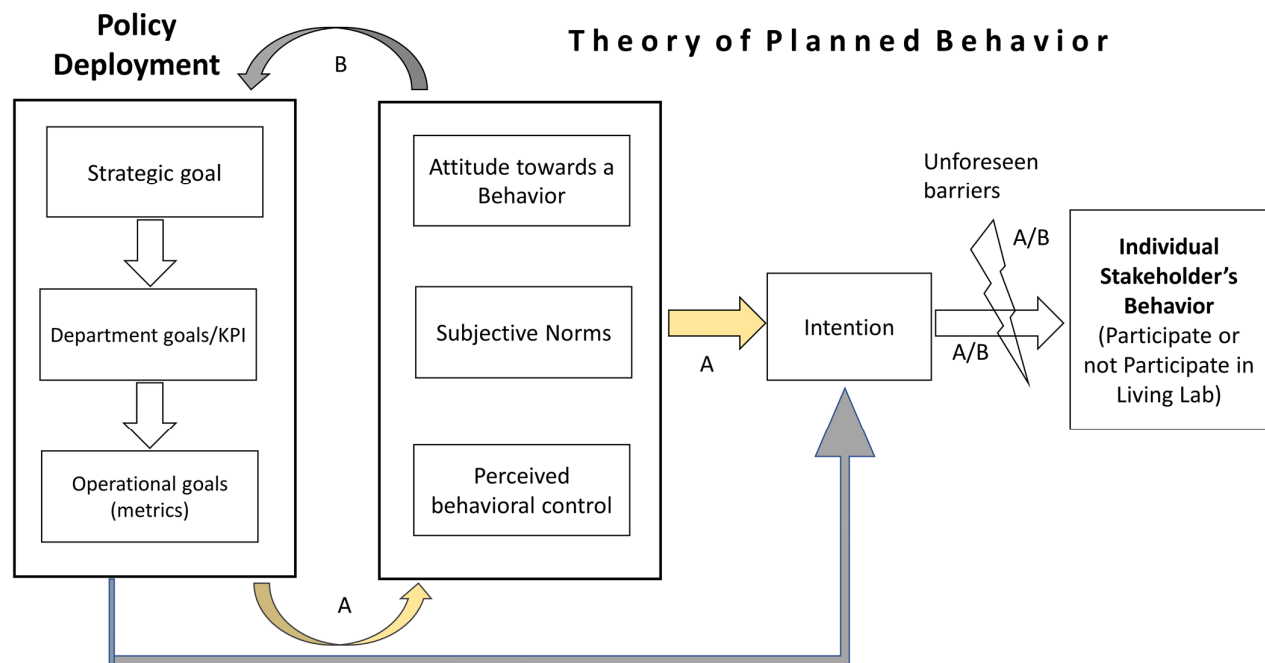 Policy
Deployment
Theory of Planned Behavior
B
Strategic goal
Department goals/KPI
Operational goals
(metrics)
Attitude towards a
Behavior
Subjective Norms
Perceived
behavioral control
A
A
Intention
Unforeseen
barriers
A/B
A/B
Individual
Stakeholder’s
Behavior
(Participate or
not Participate in
Living Lab)